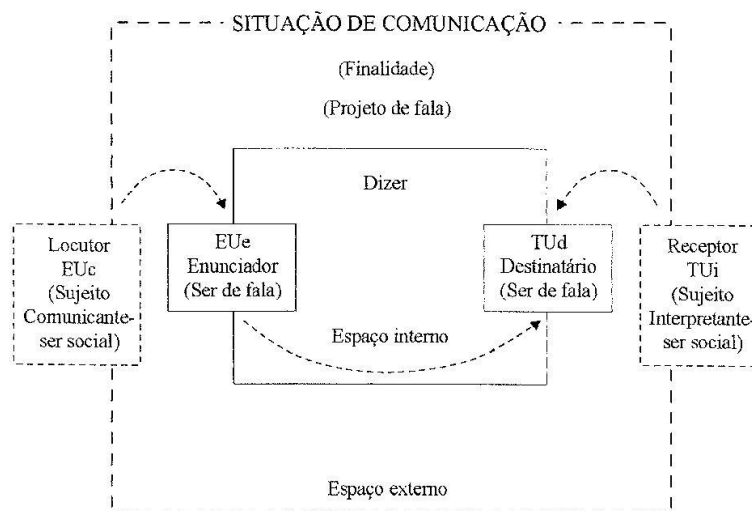 SITUAÇÃO DE COMUNICAÇÃO
(Finalidade)
(Projeto de fala)
Dizer
Locutor
EUc
(Sujeito
Comunicante-
ser social)
EUe
Enunciador
(Ser de fala)
TUd
Destinatário
(Ser de fala)
Receptor
TUi
(Sujeito
Interpretante-
ser social)
Espaço interno
Espaço externo